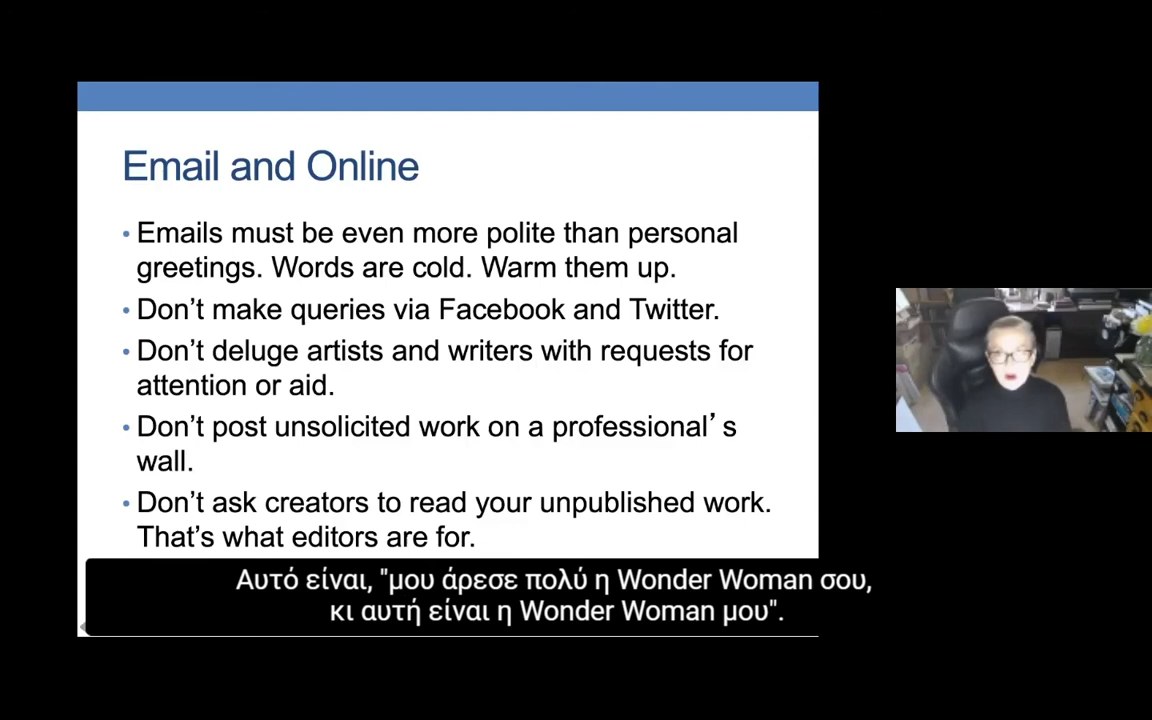 Email and Online
• Emails must be even more polite than personal
greetings. Words are cold. Warm them up.
• Don’t make queries via Facebook and Twitter.
• Don’t deluge artists and writers with requests for
attention or aid.
• Don’t post unsolicited work on a professional’s
wall.
• Don’t ask creators to read your unpublished work.
That’s what editors are for.
Αυτό είναι, "μου άρεσε πολύ η Wonder Woman σου,
κι αυτή είναι η Wonder Woman μου".